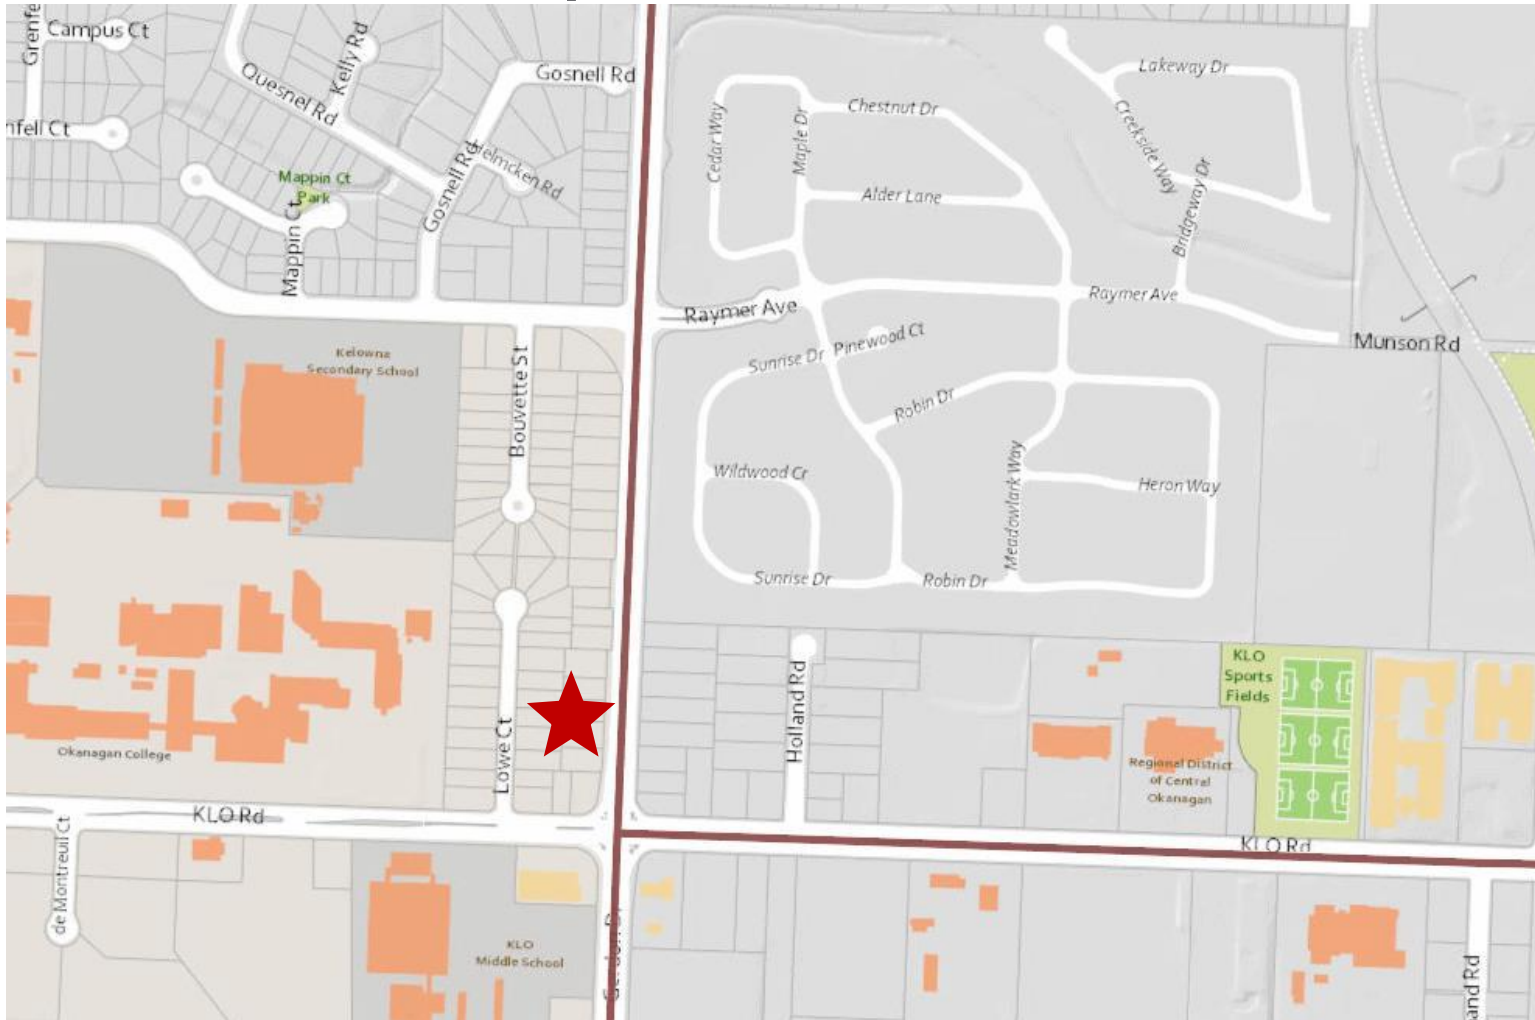 Campus Ct
Kelly Rd
Quesnel Rd
Gosnell Rd
Lakeway Dr
Cedar Way
Maple Dr
Chestnut Dr
Creekside Way
nfell Ct
Gosnell Rd
Helmcken Rd
Mappin Ct
Park
Alder Lane
Bridgeway Dr
Mappin Ct
Raymer Ave
Raymer Ave
Munson Rd
Kelowna
Secondary School
Bouvette St
Sunrise Dr
Pinewood Ct
Robin Dr
Wildwood Cr
Meadowlark Way
Heron Way
Sunrise Dr
Robin Dr
KLO
Sports
Fields
Holland Rd
Lowe Ct
Okanagan College
Regional District
of Central
Okanagan
KLO Rd
KLO Rd
de Montreuil Ct
KLO
Middle School
and Rd